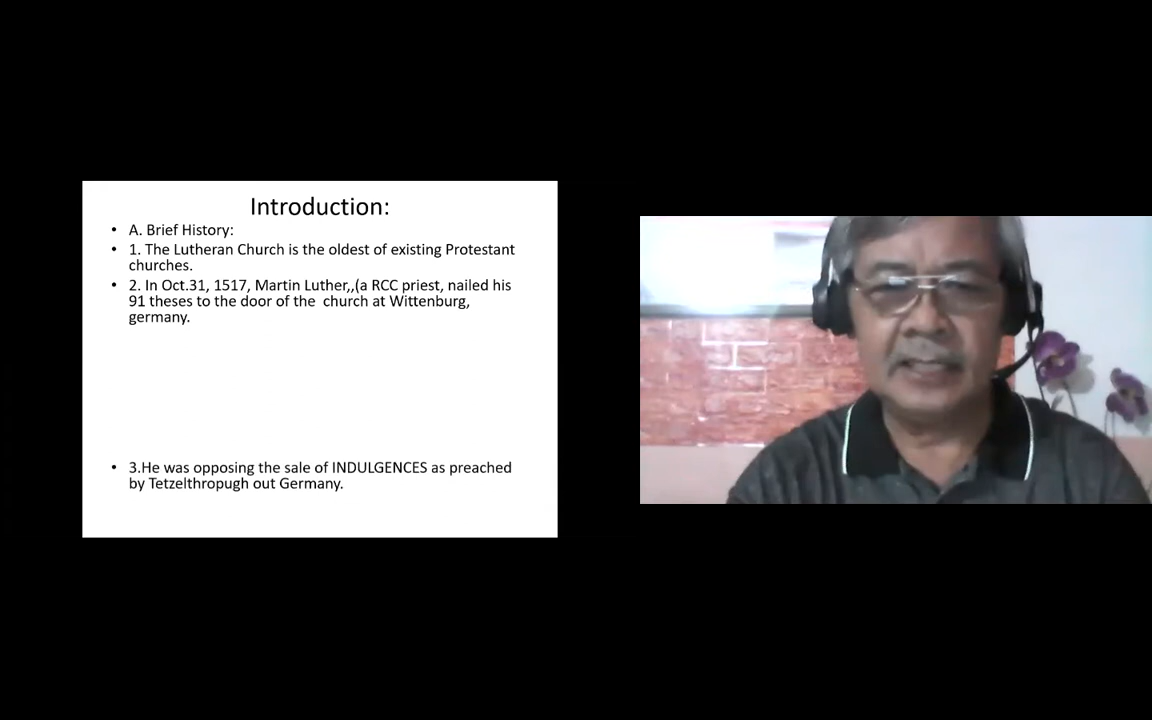 Introduction:
• A. Brief History:
• 1. The Lutheran Church is the oldest of existing Protestant
churches.
• 2. In Oct.31, 1517, Martin Luther,,(a RCC priest, nailed his
91 theses to the door of the church at Wittenburg,
germany.
• 3.He was opposing the sale of INDULGENCES as preached
by Tetzelthropugh out Germany.